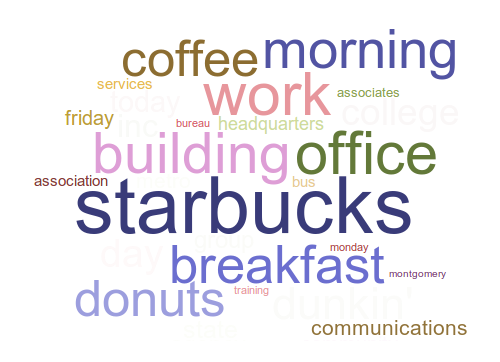 coffee morning
services work associates
today college
friday inc bureau headquarters
building office
association bus
starbucks
day group monday
breakfast montgomery
donuts training dunkin'
state communications